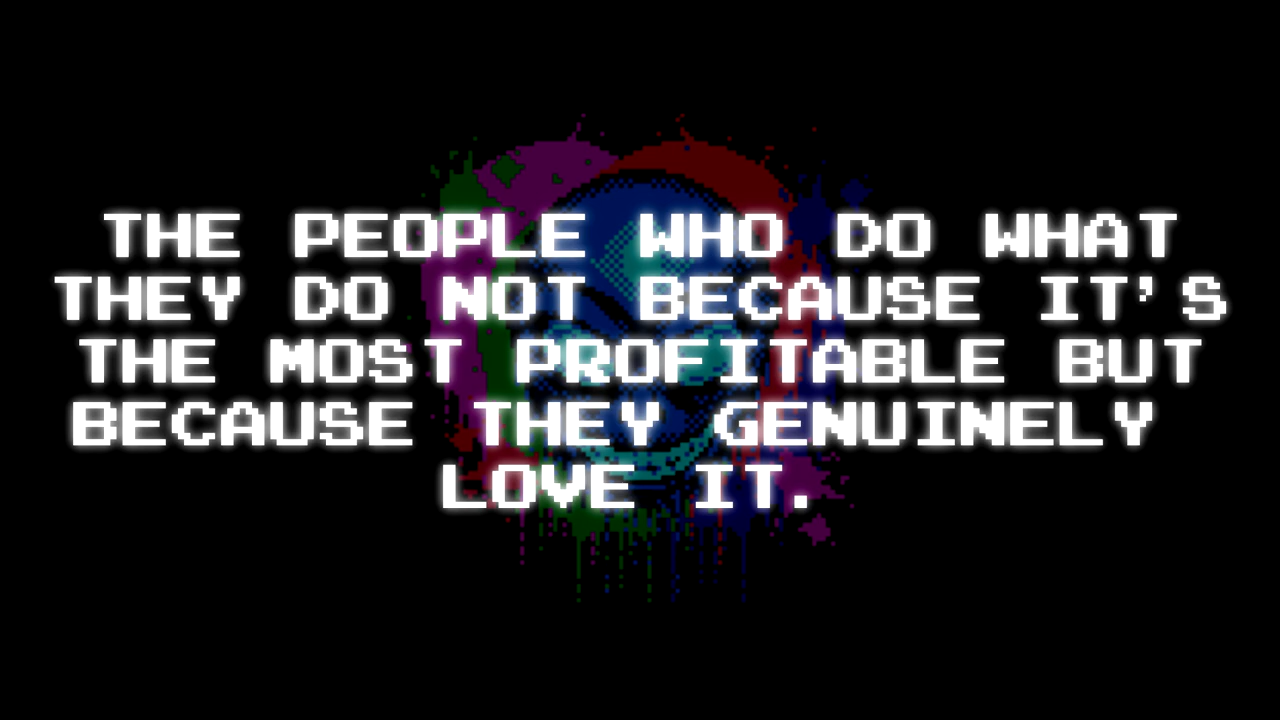 THE PEOPLE WHO DO WHAT
THEY DO NOT BECAUSE IT'S
THE MOST PROFITABLE BUT
BECAUSE THEY GENUINELY
LOVE IT.